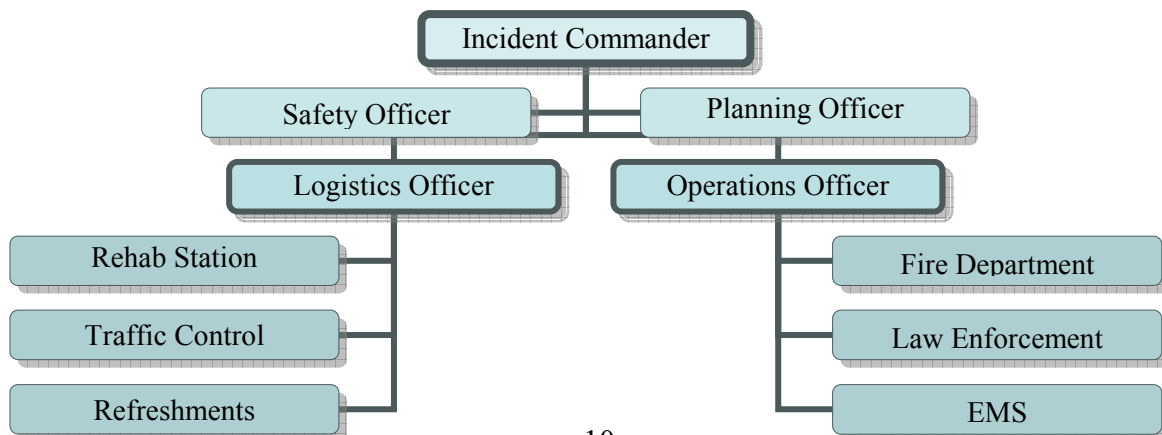 Incident Commander
Safety Officer
Planning Officer
Logistics Officer
Operations Officer
Rehab Station
Fire Department
Traffic Control
Law Enforcement
Refreshments
EMS
10